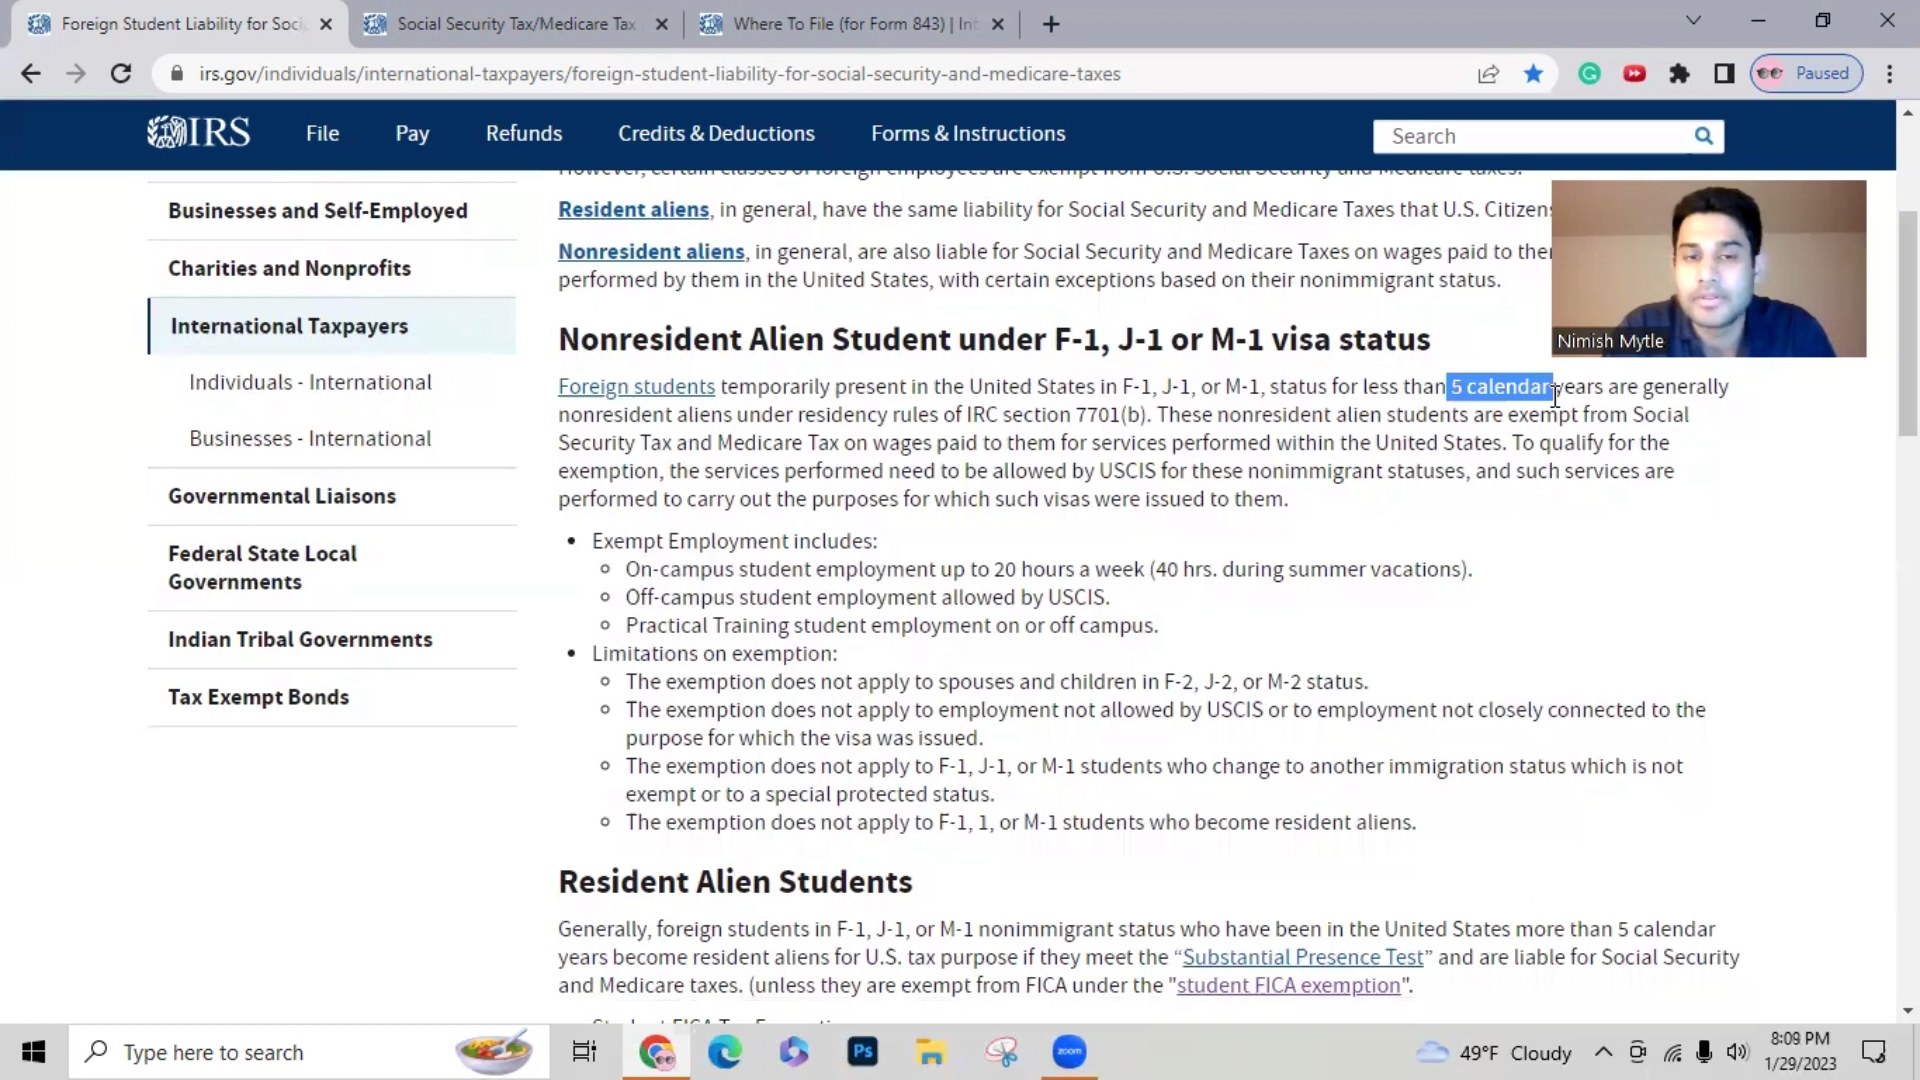 Foreign Student Liability for Soci
Social Security Tax/Medicare Tax
Where To File (for Form 843) | Int
irs.gov/individuals/international-taxpayers/foreign-student-liability-for-social-security-and-medicare-taxes
Paused
IRS
File
Pay
Refunds
Credits & Deductions
Forms & Instructions
Search
Businesses and Self-Employed
Charities and Nonprofits
International Taxpayers
Individuals - International
Businesses - International
Governmental Liaisons
Federal State Local
Governments
Indian Tribal Governments
Tax Exempt Bonds
However, certain classes of foreign employees are exempt from U.S. Social Security and Medicare taxes.
Resident aliens, in general, have the same liability for Social Security and Medicare Taxes that U.S. Citizens
Nonresident aliens, in general, are also liable for Social Security and Medicare Taxes on wages paid to
performed by them in the United States, with certain exceptions based on their nonimmigrant status.
Nimish Mytle
Nonresident Alien Student under F-1, J-1 or M-1 visa status
Foreign students temporarily present in the United States in F-1, J-1, or M-1, status for less than 5 calendar years are generally
nonresident aliens under residency rules of IRC section 7701(b). These nonresident alien students are exempt from Social
Security Tax and Medicare Tax on wages paid to them for services performed within the United States. To qualify for the
exemption, the services performed need to be allowed by USCIS for these nonimmigrant statuses, and such services are
performed to carry out the purposes for which such visas were issued to them.
• Exempt Employment includes:
◦ On-campus student employment up to 20 hours a week (40 hrs. during summer vacations).
◦ Off-campus student employment allowed by USCIS.
◦ Practical Training student employment on or off campus.
• Limitations on exemption:
◦ The exemption does not apply to spouses and children in F-2, J-2, or M-2 status.
◦ The exemption does not apply to employment not allowed by USCIS or to employment not closely connected to the
purpose for which the visa was issued.
◦ The exemption does not apply to F-1, J-1, or M-1 students who change to another immigration status which is not
exempt or to a special protected status.
◦ The exemption does not apply to F-1, 1, or M-1 students who become resident aliens.
Resident Alien Students
Generally, foreign students in F-1, J-1, or M-1 nonimmigrant status who have been in the United States more than 5 calendar
years become resident aliens for U.S. tax purpose if they meet the “Substantial Presence Test” and are liable for Social Security
and Medicare taxes. (unless they are exempt from FICA under the "student FICA exemption".
Type here to search
Ps
zoom
49°F Cloudy
8:09 PM
1/29/2023